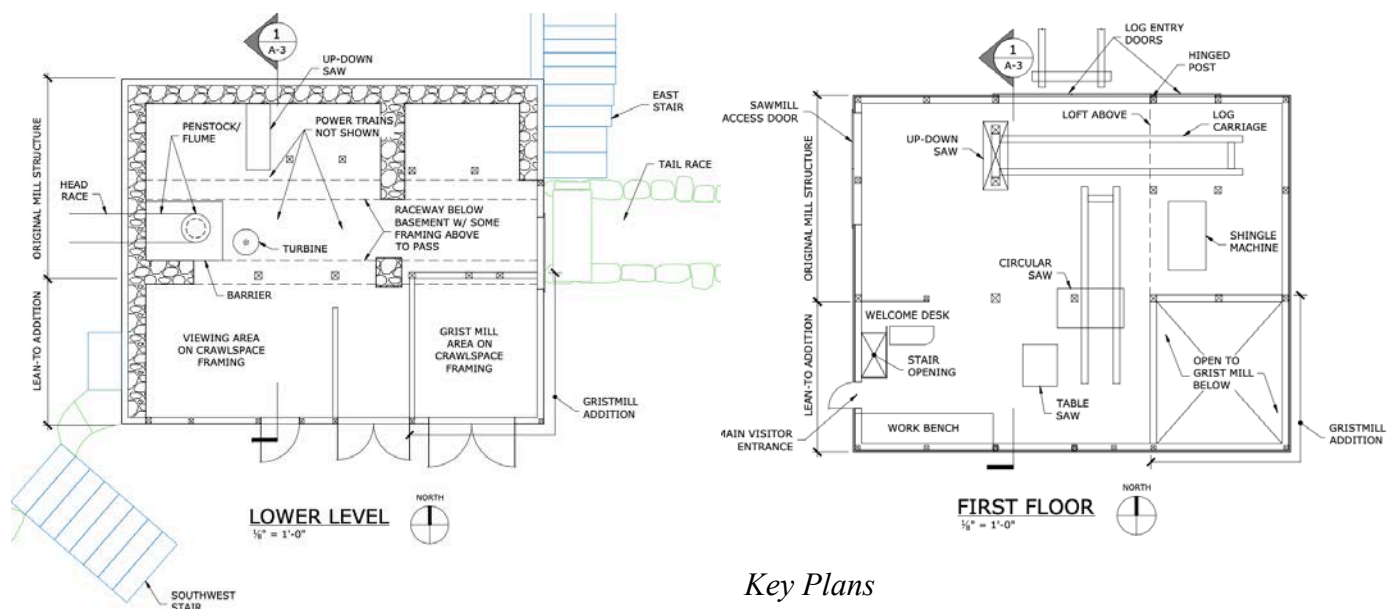 1
A-3
UP-DOWN
SAW
PENSTOCK/
FLUME
POWER TRAINS
NOT SHOWN
EAST
STAIR
TAIL RACE
HEAD
RACE
ORIGINAL MILL STRUCTURE
RACEWAY BELOW
BASEMENT W/ SOME
FRAMING ABOVE
TO PASS
TURBINE
BARRIER
LEAN-TO ADDITION
VIEWING AREA
ON CRAWLSPACE
FRAMING
GRIST MILL
AREA ON
CRAWLSPACE
FRAMING
GRISTMILL
ADDITION
LOWER LEVEL
⅛" = 1'-0"
NORTH
SOUTHWEST
STAIR
1
A-3
LOG ENTRY
DOORS
HINGED
POST
SAWMILL
ACCESS DOOR
LOFT ABOVE
LOG
CARRIAGE
UP-DOWN
SAW
ORIGINAL MILL STRUCTURE
SHINGLE
MACHINE
CIRCULAR
SAW
WELCOME DESK
LEAN-TO ADDITION
STAIR
OPENING
OPEN TO
GRIST MILL
BELOW
TABLE
SAW
MAIN VISITOR
ENTRANCE
WORK BENCH
GRISTMILL
ADDITION
FIRST FLOOR
⅛" = 1'-0"
NORTH
Key Plans